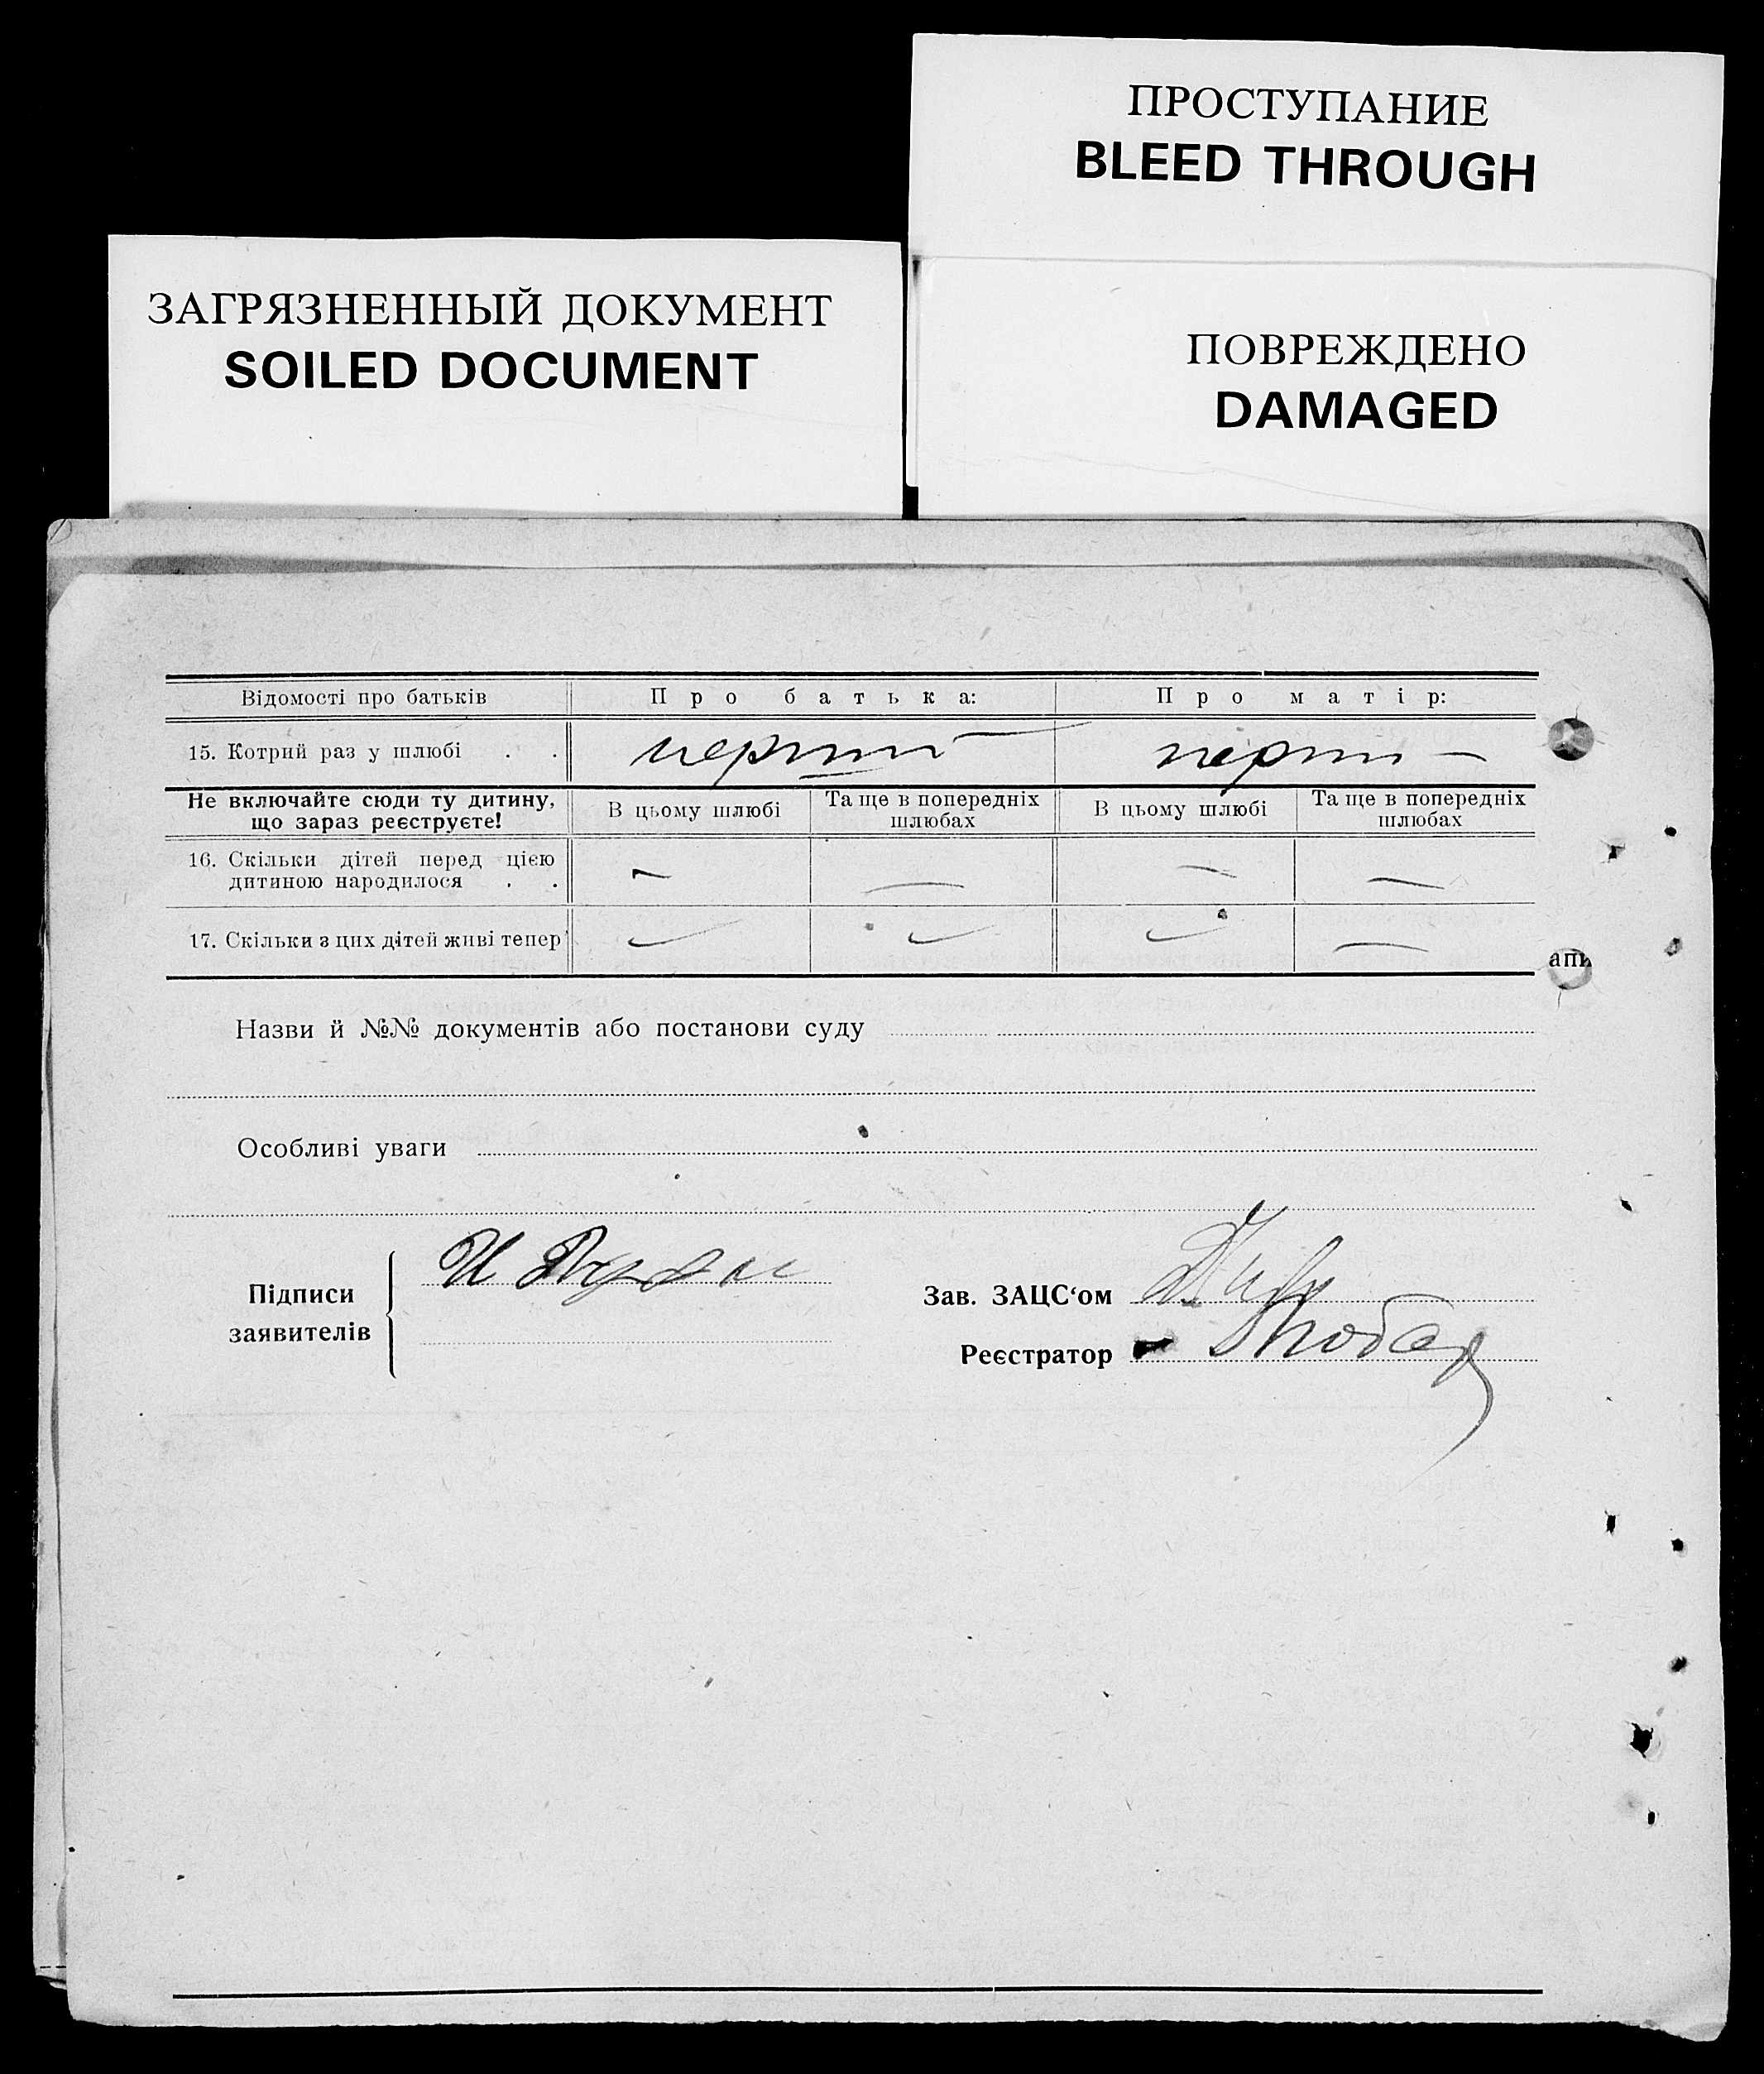 ПРОСТУПАНИЕ
BLEED THROUGH
ЗАГРЯЗНЕННЫЙ ДОКУМЕНТ
SOILED DOCUMENT
ПОВРЕЖДЕНО
DAMAGED
Відомості про батьків Про батька: Про матір:
15. Котрий раз у шлюбі . . перший перши
Не включайте сюди ту дитину,
що зараз реєструєте!
В цьому шлюбі
Та ще в попередніх
шлюбах
В цьому шлюбі
Та ще в попередніх
шлюбах
16. Скільки дітей перед цією
дитиною народилося . . — — — —
17. Скільки з цих дітей живі тепер
апи
Назви й №№ документів або постанови суду
Особливі уваги
Підписи
заявителів
Зав. ЗАЦС‘ом
Реєстратор